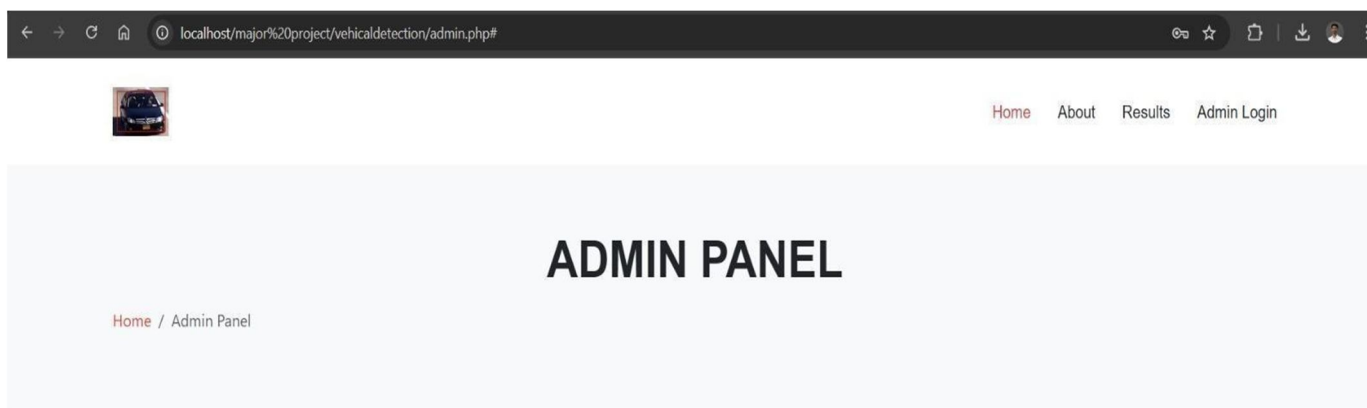 localhost/major%20project/vehicaldetection/admin.php#
Home About Results Admin Login
ADMIN PANEL
Home / Admin Panel